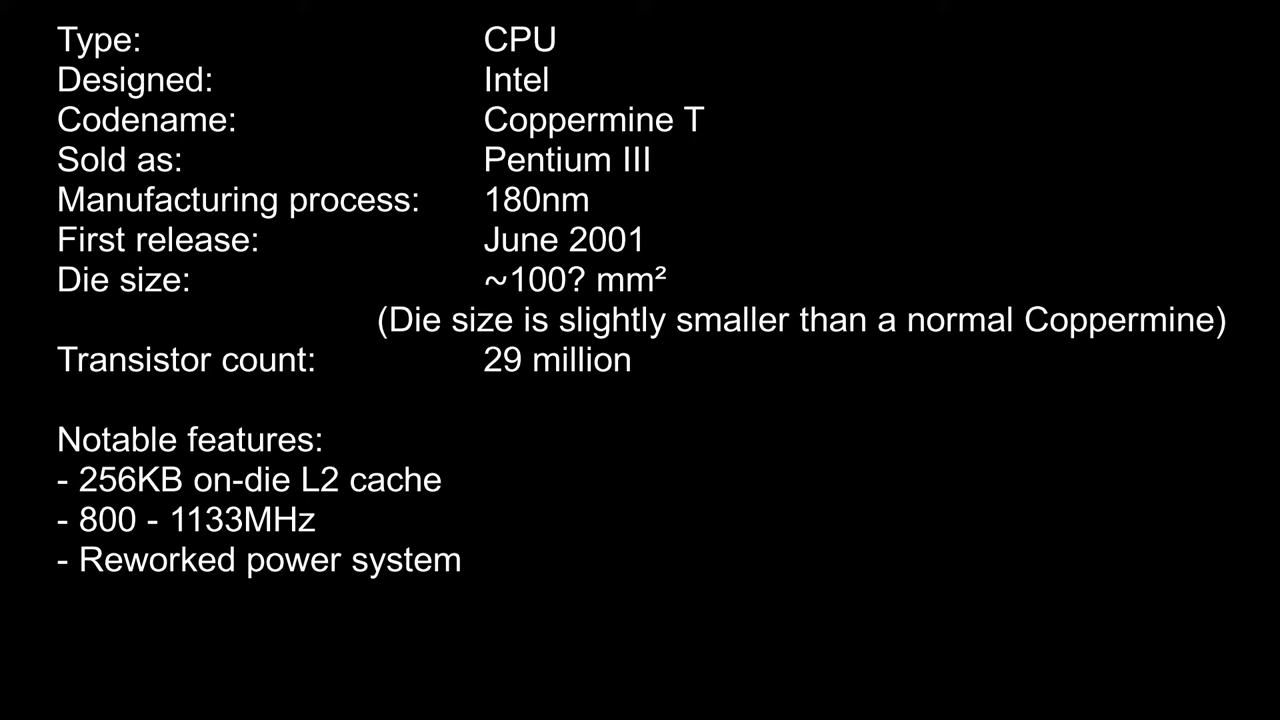 Type: CPU
Designed: Intel
Codename: Coppermine T
Sold as: Pentium III
Manufacturing process: 180nm
First release: June 2001
Die size: ~100? mm²
(Die size is slightly smaller than a normal Coppermine)
Transistor count: 29 million
Notable features:
- 256KB on-die L2 cache
- 800 - 1133MHz
- Reworked power system